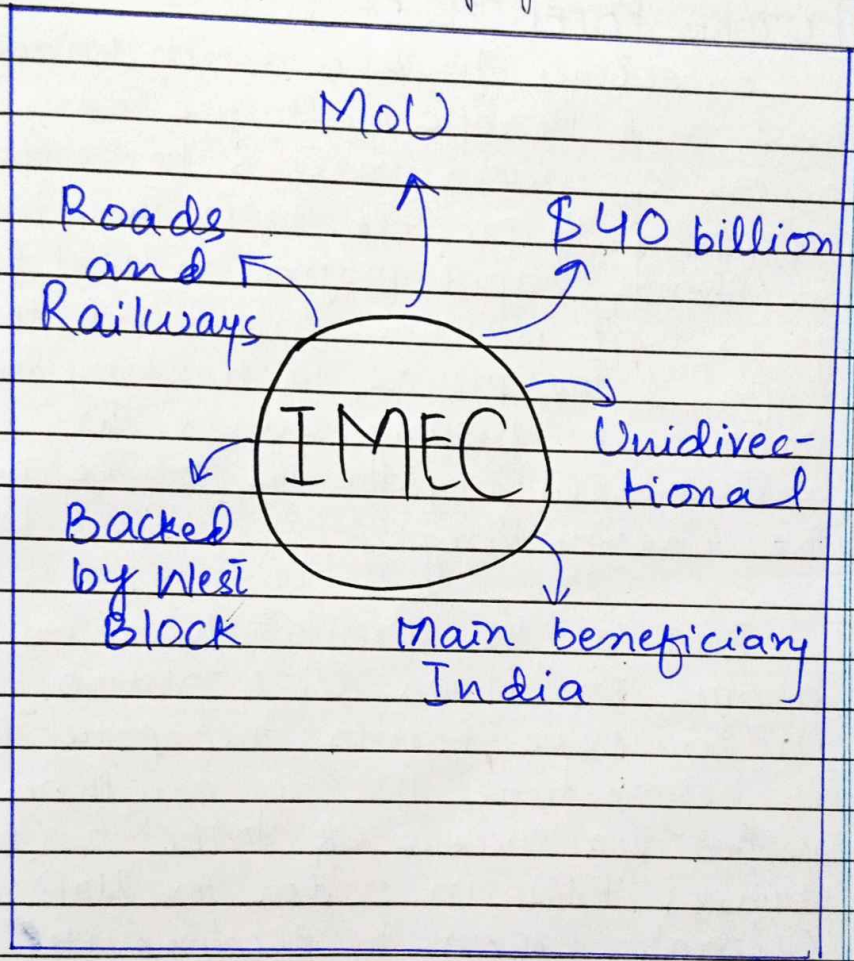 MoU
Roads
and
Railways
$40 billion
IMEC
Unidirec-
tional
Backed
by West
Block
Main beneficiary
India